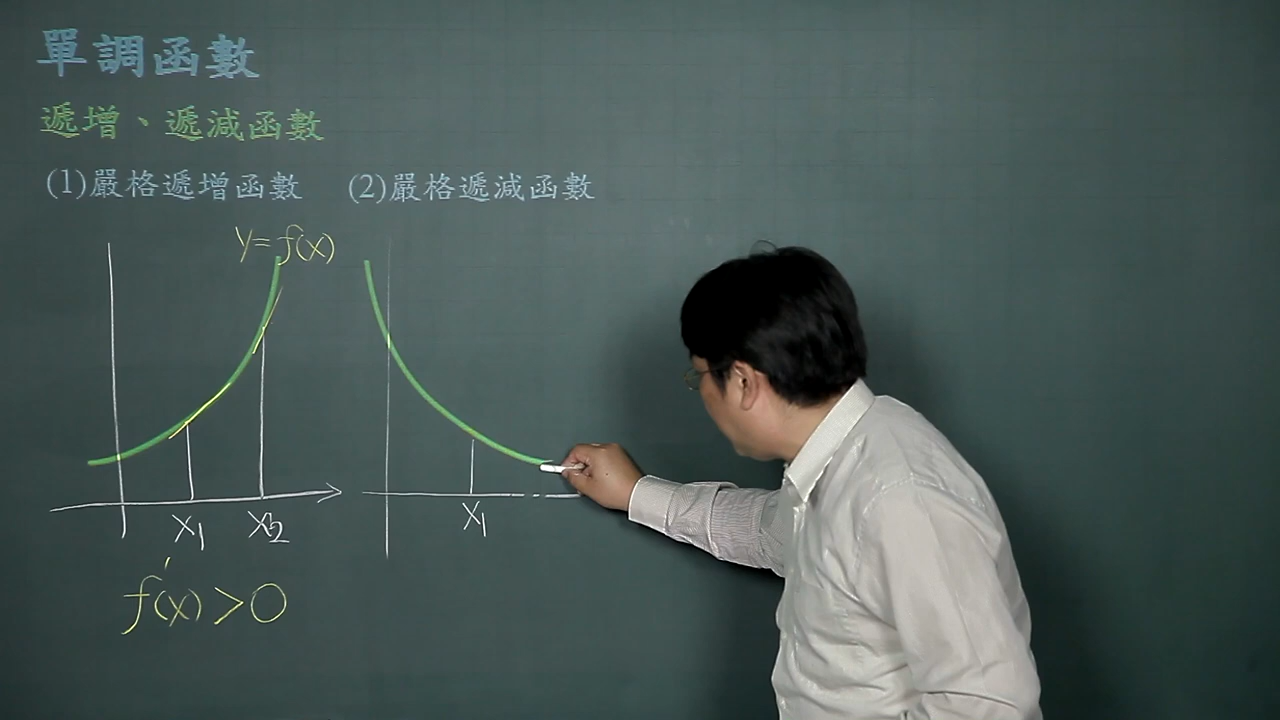 單調函數
遞增、遞減函數
(1)嚴格遞增函數 (2)嚴格遞減函數
y=f(x)
x₁ x₂ x₁
f'(x)>0